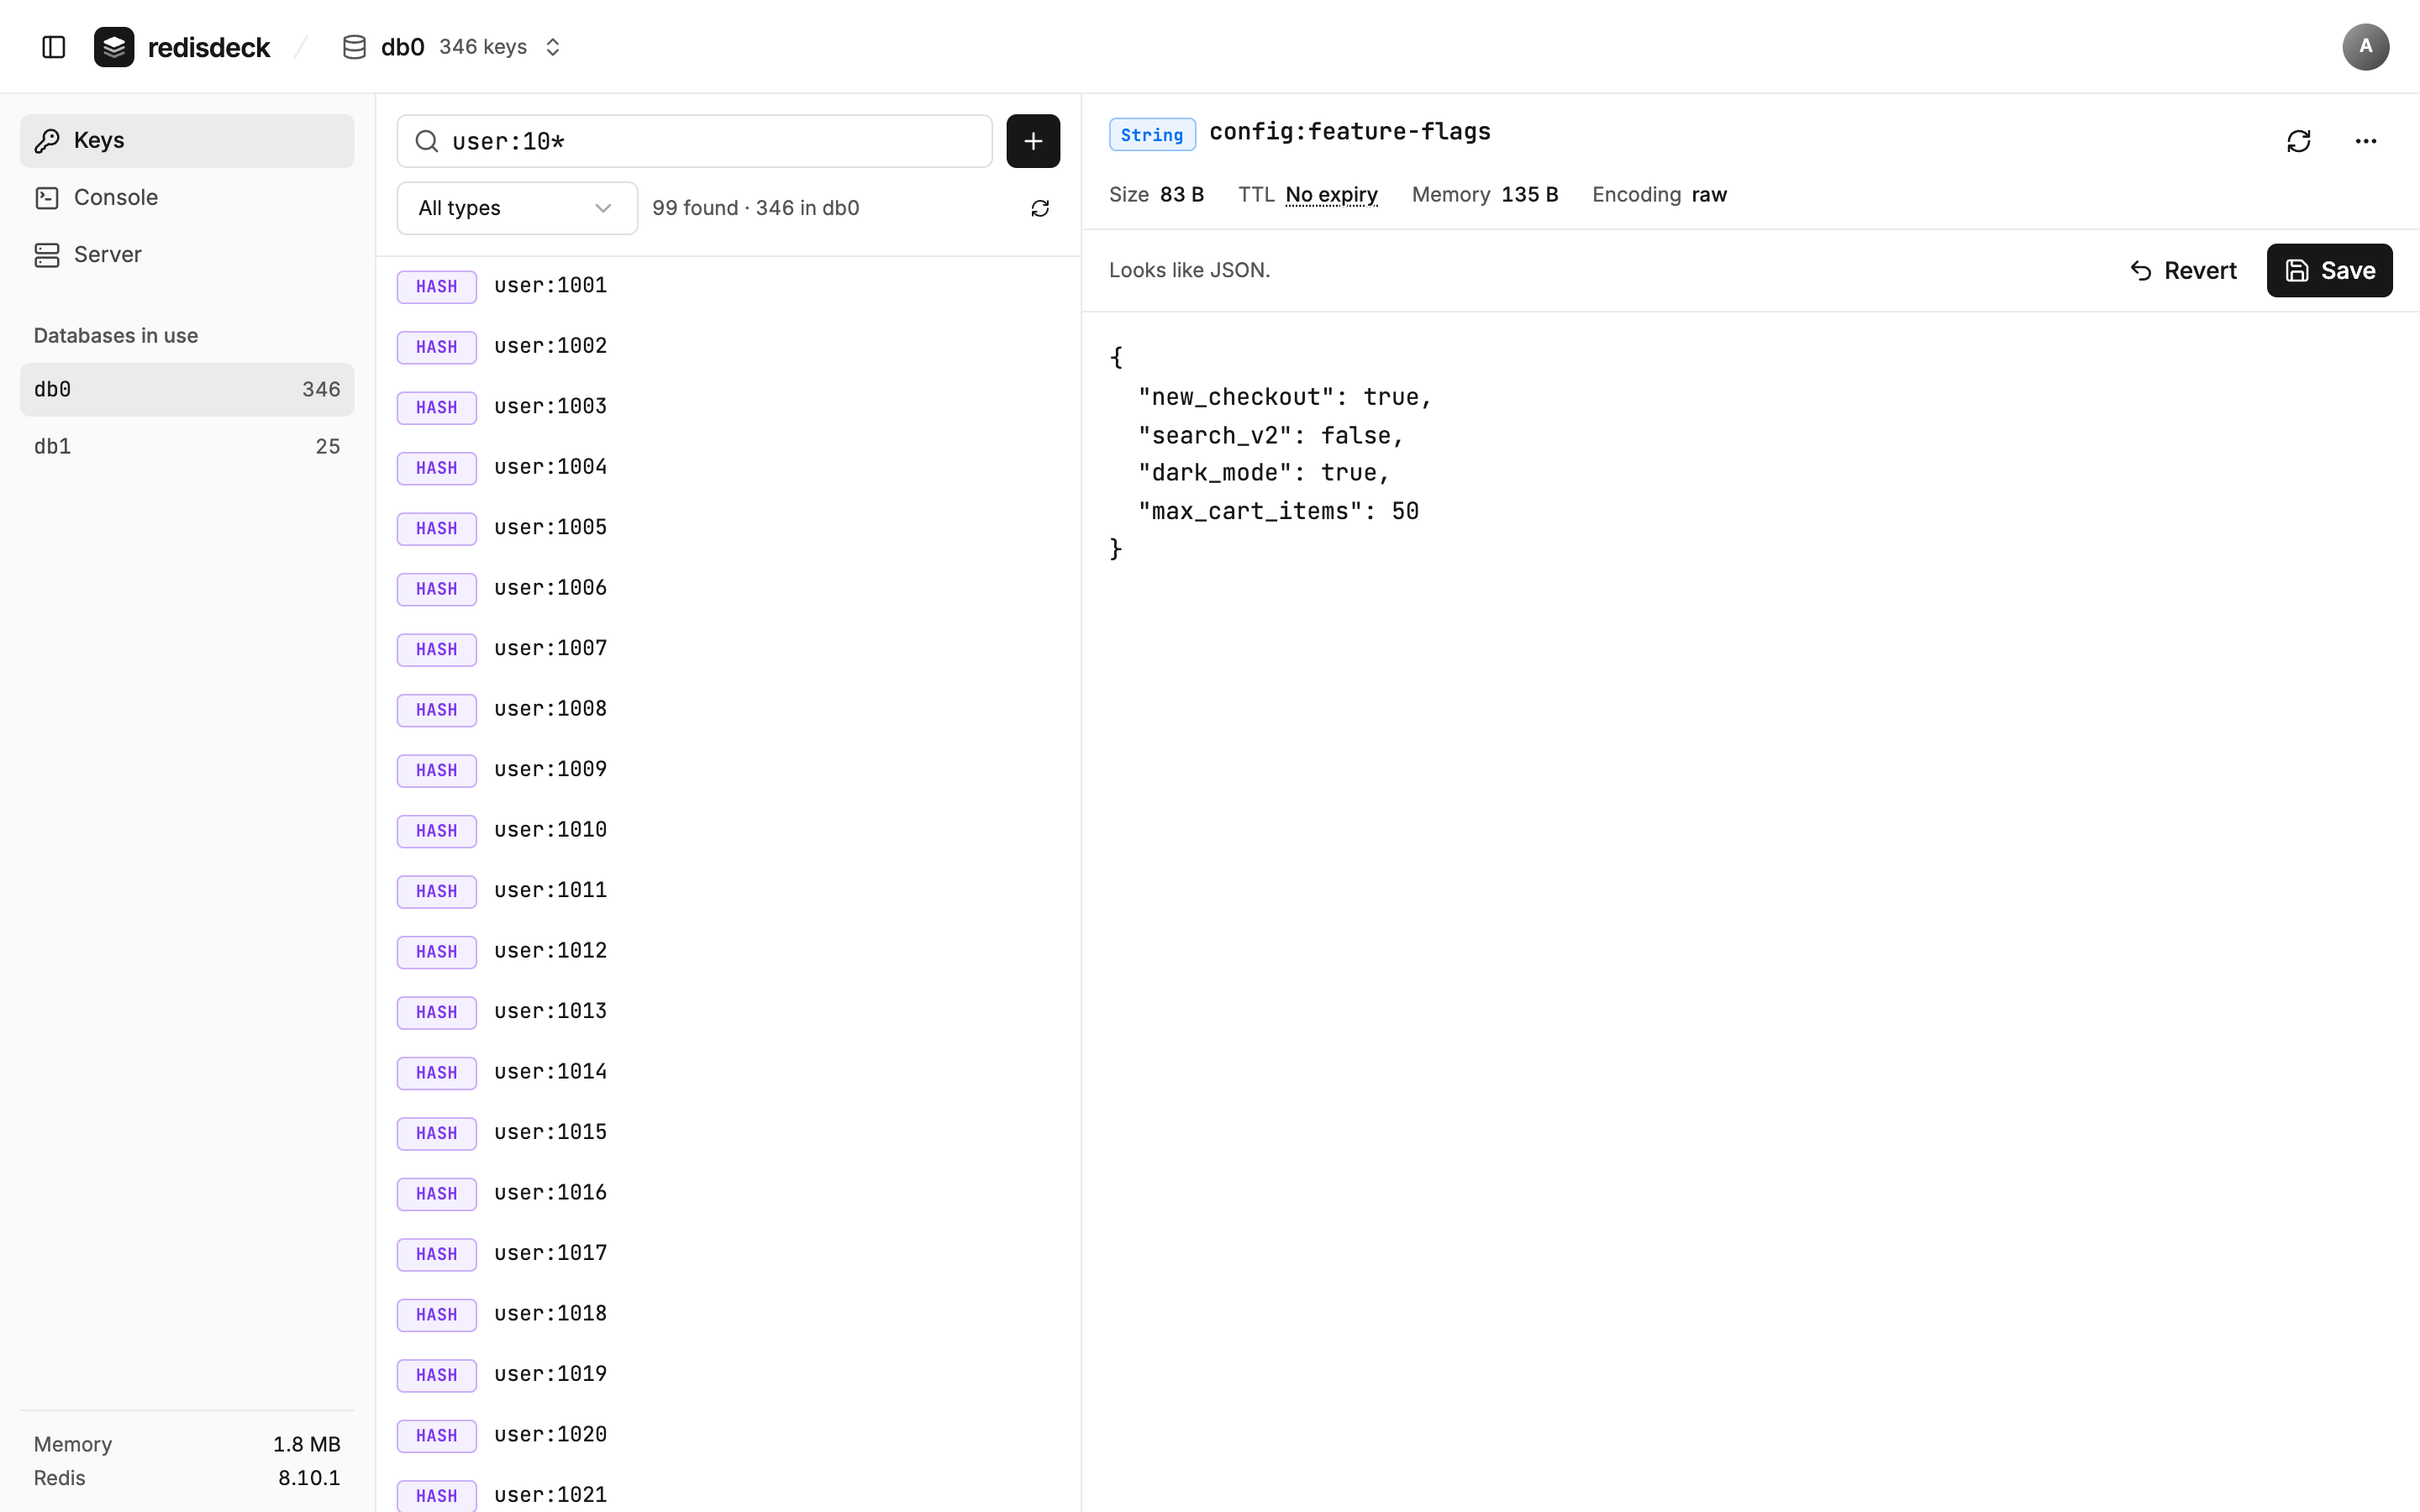 redisdeck
db0 346 keys
A
Keys
Console
Server
Databases in use
db0 346
db1 25
Memory 1.8 MB
Redis 8.10.1
user:10*
All types
99 found · 346 in db0
HASH user:1001
HASH user:1002
HASH user:1003
HASH user:1004
HASH user:1005
HASH user:1006
HASH user:1007
HASH user:1008
HASH user:1009
HASH user:1010
HASH user:1011
HASH user:1012
HASH user:1013
HASH user:1014
HASH user:1015
HASH user:1016
HASH user:1017
HASH user:1018
HASH user:1019
HASH user:1020
HASH user:1021
String config:feature-flags
Size 83 B TTL No expiry Memory 135 B Encoding raw
Looks like JSON.
Revert
Save
{
  "new_checkout": true,
  "search_v2": false,
  "dark_mode": true,
  "max_cart_items": 50
}